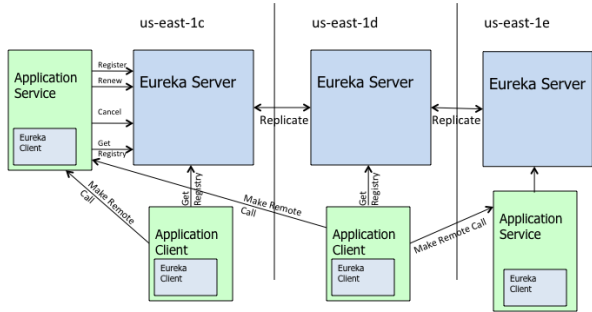 us-east-1c
us-east-1d
us-east-1e
Application
Service
Eureka
Client
Register
Renew
Cancel
Get
Registry
Eureka Server
Eureka Server
Eureka Server
Replicate
Replicate
Get
Registry
Get
Registry
Make Remote
Call
Make Remote
Call
Make Remote Call
Application
Client
Eureka
Client
Application
Client
Eureka
Client
Application
Service
Eureka
Client